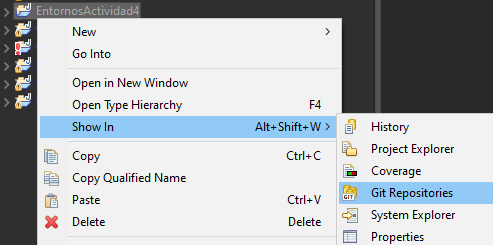 EntornosActividad4
New
Go Into
Open in New Window
Open Type Hierarchy F4
Show In Alt+Shift+W
Copy Ctrl+C
Copy Qualified Name
Paste Ctrl+V
Delete Delete
History
Project Explorer
Coverage
GIT Git Repositories
System Explorer
Properties